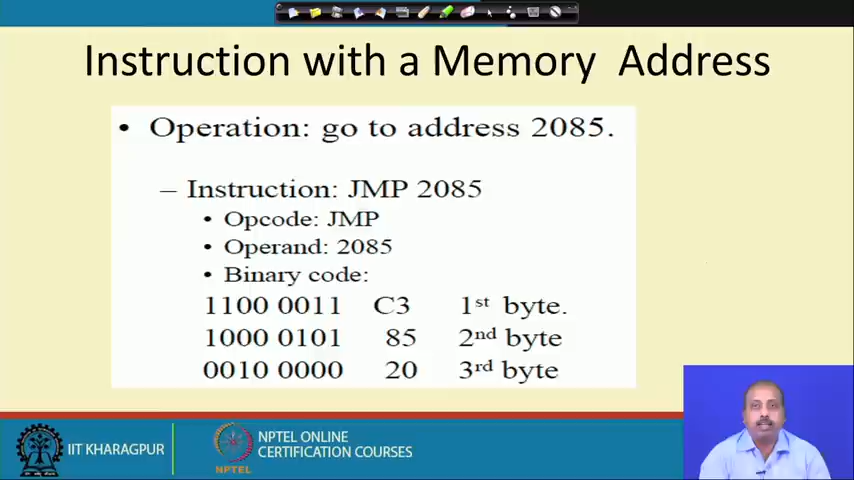 Instruction with a Memory Address
• Operation: go to address 2085.
– Instruction: JMP 2085
• Opcode: JMP
• Operand: 2085
• Binary code:
1100 0011 C3 1st byte.
1000 0101 85 2nd byte
0010 0000 20 3rd byte
IIT KHARAGPUR
NPTEL
NPTEL ONLINE
CERTIFICATION COURSES